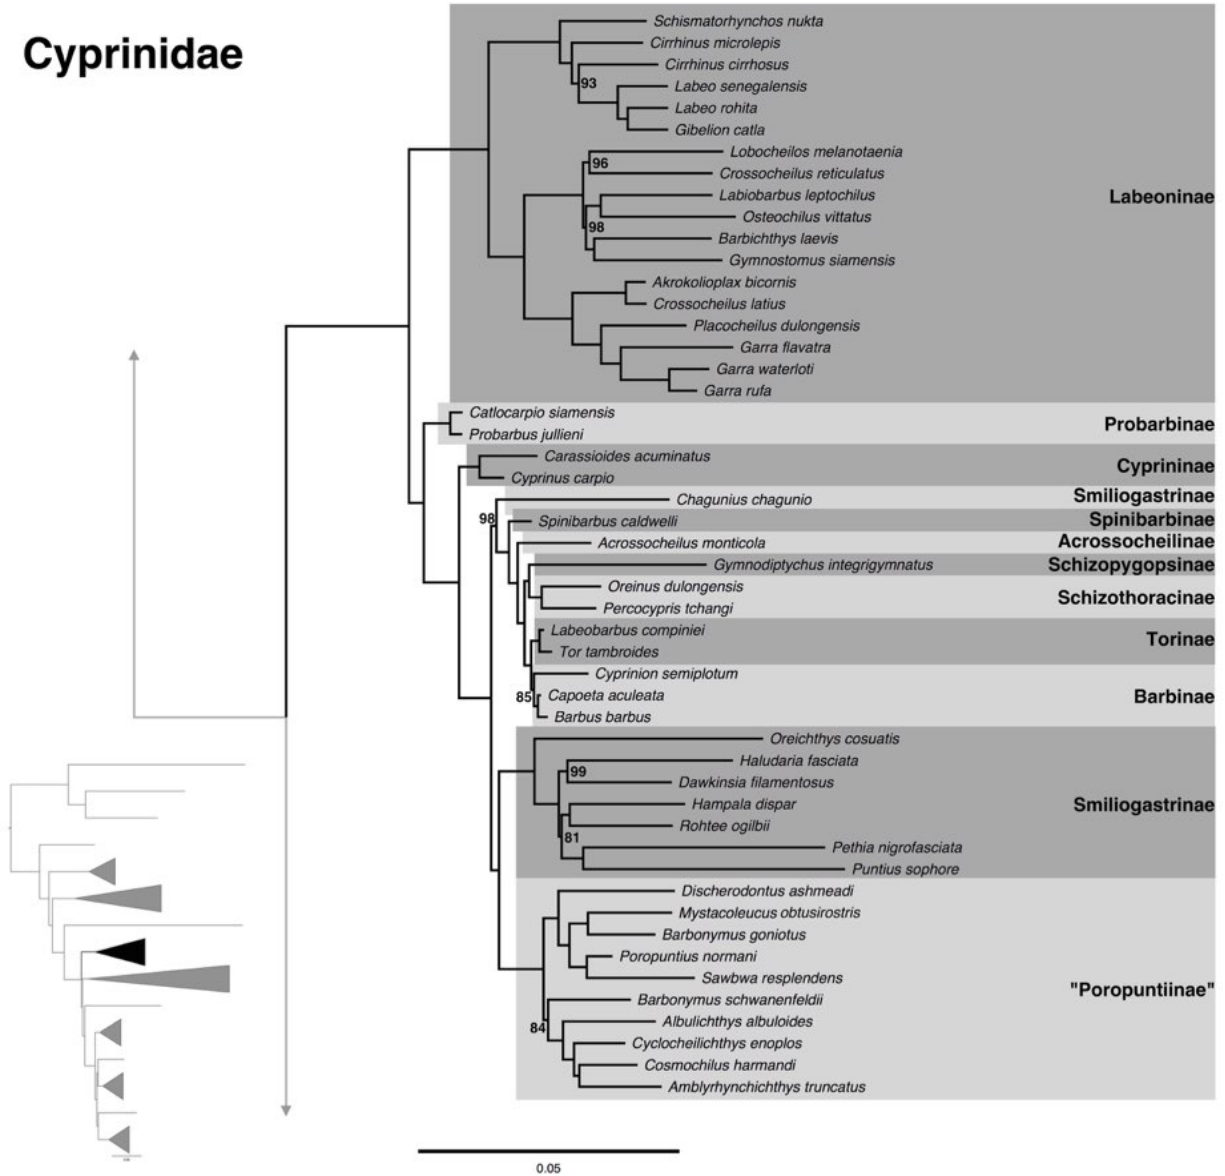 Cyprinidae
Schismatorhynchos nukta
Cirrhinus microlepis
Cirrhinus cirrhosus
93
Labeo senegalensis
Labeo rohita
Gibelion catla
Lobocheilos melanotaenia
96
Crossocheilus reticulatus
Labiobarbus leptochilus
Labeoninae
Osteochilus vittatus
98
Barbichthys laevis
Gymnostomus siamensis
Akrokolioplax bicornis
Crossocheilus latius
Placocheilus dulongensis
Garra flavatra
Garra waterloti
Garra rufa
Catlocarpio siamensis
Probarbinae
Probarbus jullieni
Carassioides acuminatus
Cyprininae
Cyprinus carpio
Chagunius chagunio
Smiliogastrinae
98
Spinibarbus caldwelli
Spinibarbinae
Acrossocheilus monticola
Acrossocheilinae
Gymnodiptychus integrigymnatus
Schizopygopsinae
Oreinus dulongensis
Schizothoracinae
Percocypris tchangi
Labeobarbus compiniei
Torinae
Tor tambroides
Cyprinion semiplotum
85
Capoeta aculeata
Barbinae
Barbus barbus
Oreichthys cosuatis
Haludaria fasciata
99
Dawkinsia filamentosus
Hampala dispar
Smiliogastrinae
Rohtee ogilbii
81
Pethia nigrofasciata
Puntius sophore
Discherodontus ashmeadi
Mystacoleucus obtusirostris
Barbonymus goniotus
Poropuntius normani
Sawbwa resplendens
"Poropuntiinae"
Barbonymus schwanenfeldii
84
Albulichthys albuloides
Cyclocheilichthys enoplos
Cosmochilus harmandi
Amblyrhynchichthys truncatus
0.05